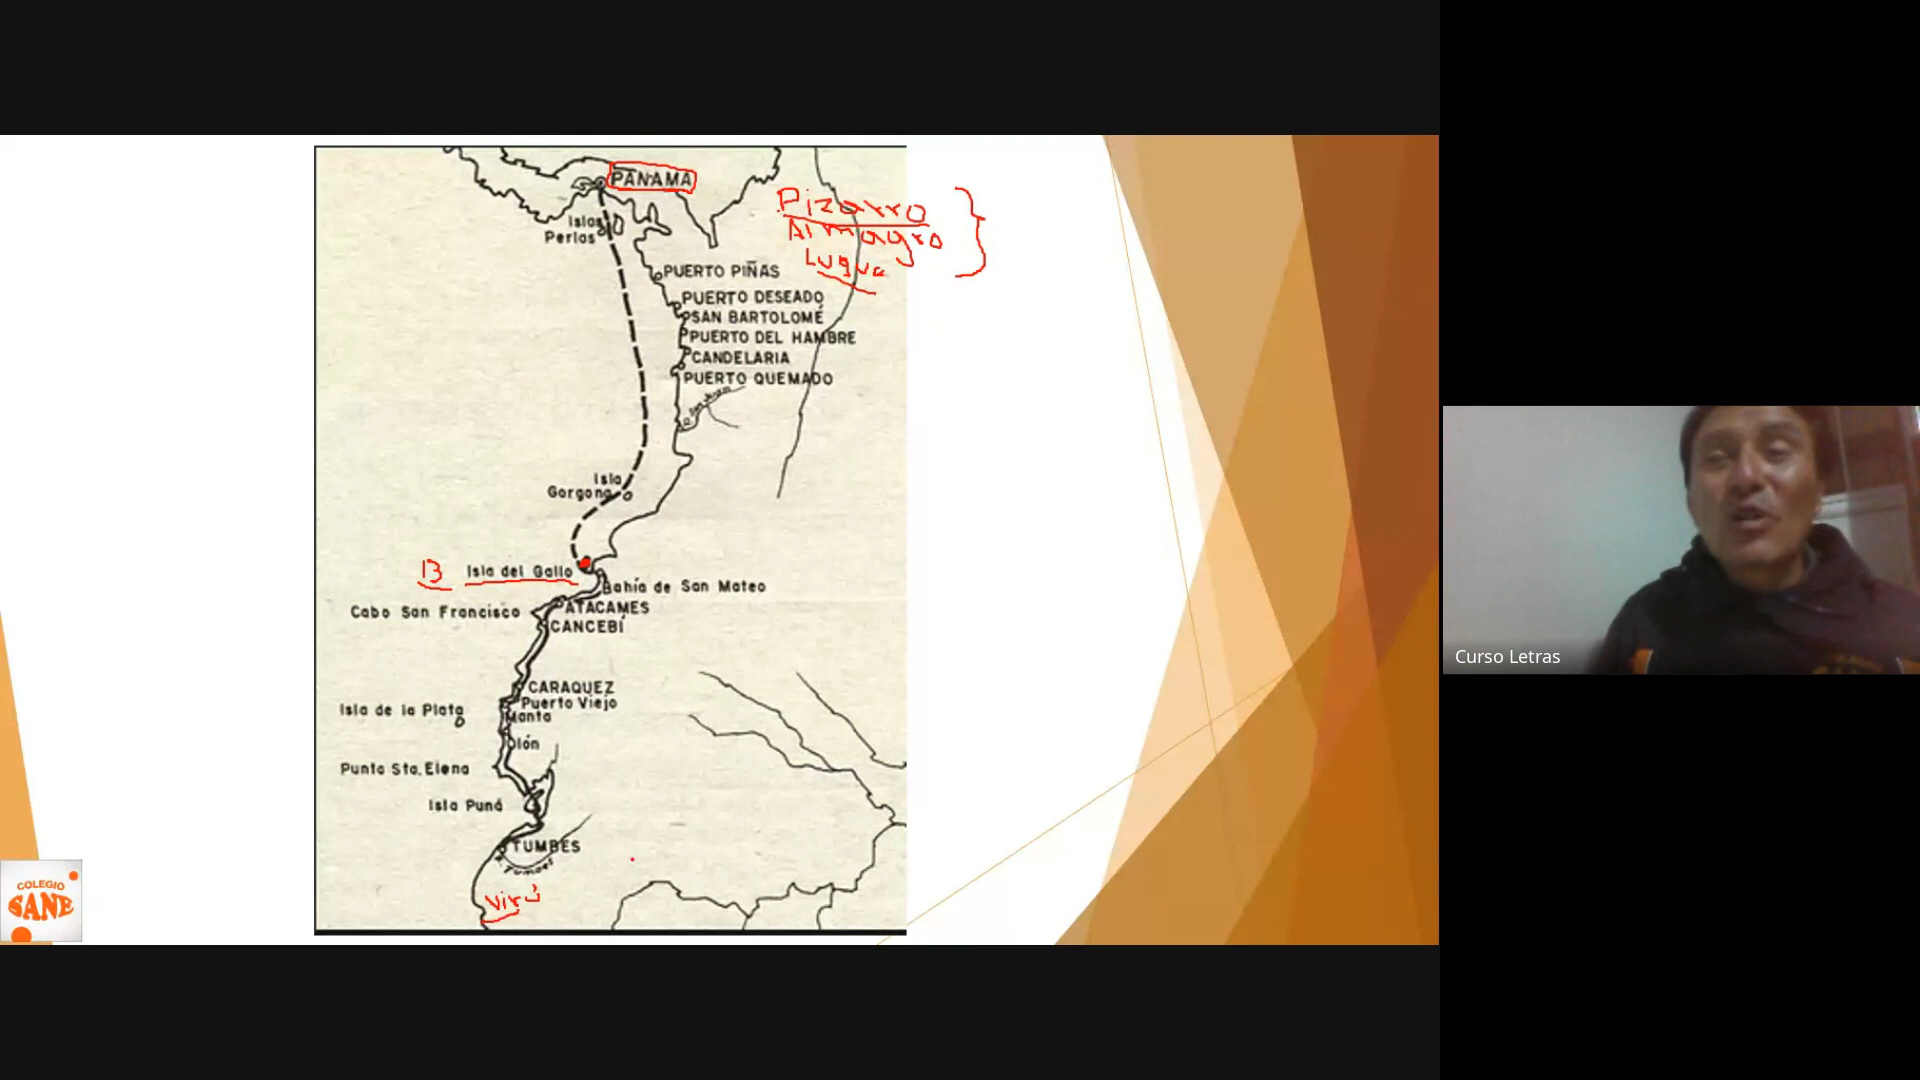 PANAMA
Islas
Perlas
Pizarro
Almagro
Luque
PUERTO PIÑAS
PUERTO DESEADO
SAN BARTOLOMÉ
PUERTO DEL HAMBRE
CANDELARIA
PUERTO QUEMADO
Isla
Gorgona
13 Isla del Gallo
Bahía de San Mateo
Cabo San Francisco
ATACAMES
CANCEBÍ
CARAQUEZ
Puerto Viejo
Isla de la Plata
Manta
Olón
Punta Sta. Elena
Isla Puná
TUMBES
Tumbes
Virú
COLEGIO
SANE
Curso Letras